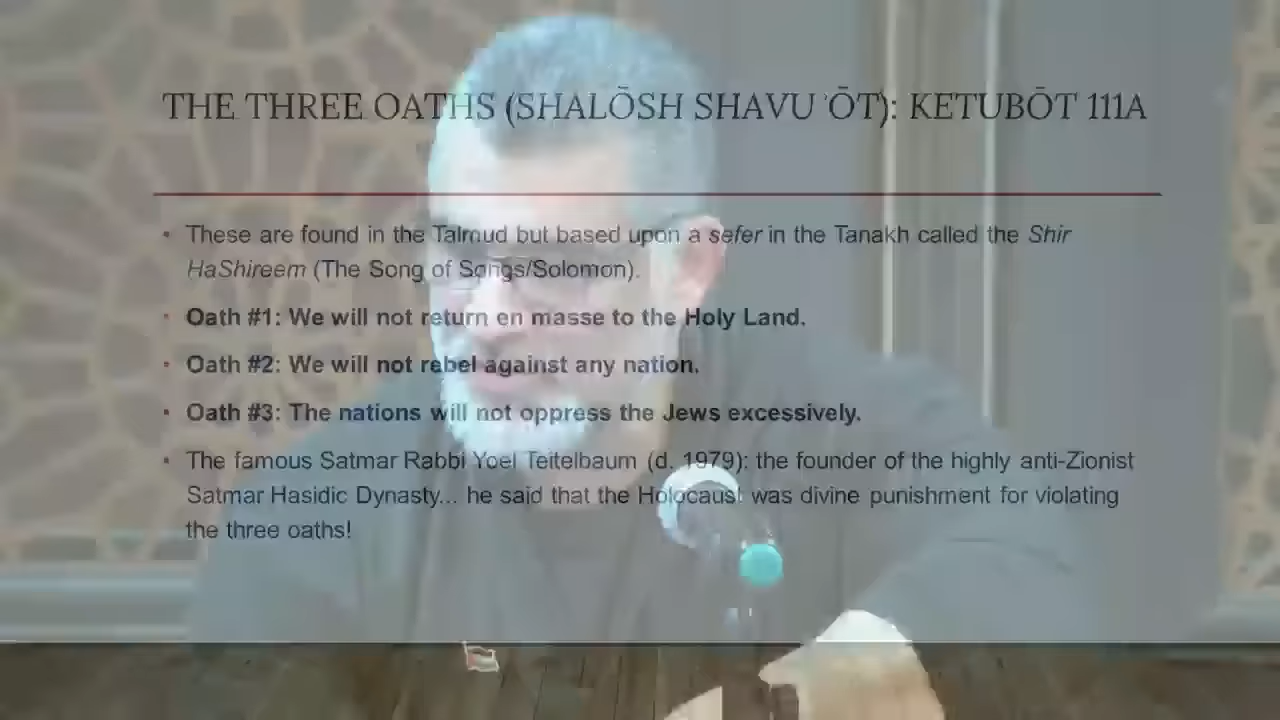 THE THREE OATHS (SHALŌSH SHAVU ʿŌT): KETUBŌT 111A
• These are found in the Talmud but based upon a sefer in the Tanakh called the Shir
HaShireem (The Song of Songs/Solomon).
• Oath #1: We will not return en masse to the Holy Land.
• Oath #2: We will not rebel against any nation.
• Oath #3: The nations will not oppress the Jews excessively.
• The famous Satmar Rabbi Yoel Teitelbaum (d. 1979): the founder of the highly anti-Zionist
Satmar Hasidic Dynasty... he said that the Holocaust was divine punishment for violating
the three oaths!